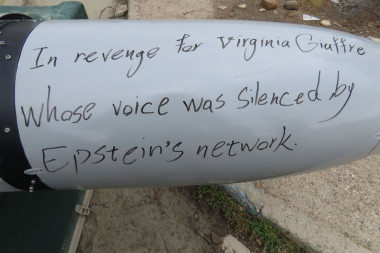 In revenge for Virginia Giuffre
whose voice was silenced by
Epstein's network.